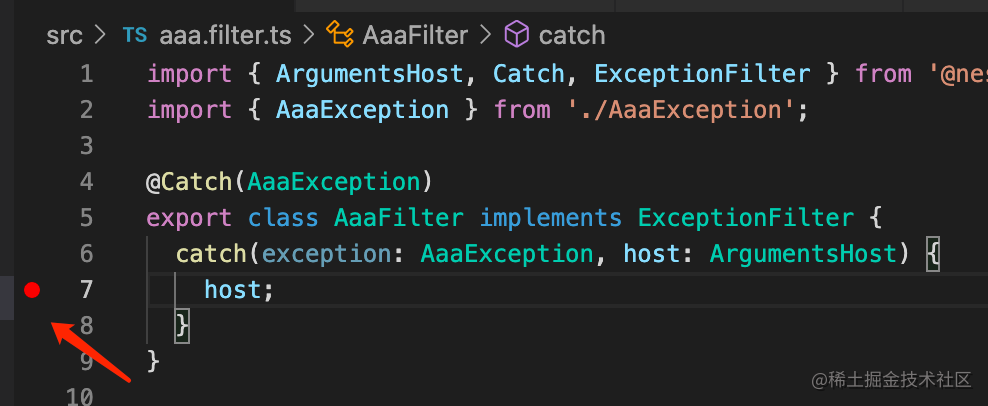 src > TS aaa.filter.ts > AaaFilter > catch
1 import { ArgumentsHost, Catch, ExceptionFilter } from '@nes
2 import { AaaException } from './AaaException';
3
4 @Catch(AaaException)
5 export class AaaFilter implements ExceptionFilter {
6 catch(exception: AaaException, host: ArgumentsHost) {
7 host;
8 }
9 }
10
@稀土掘金技术社区